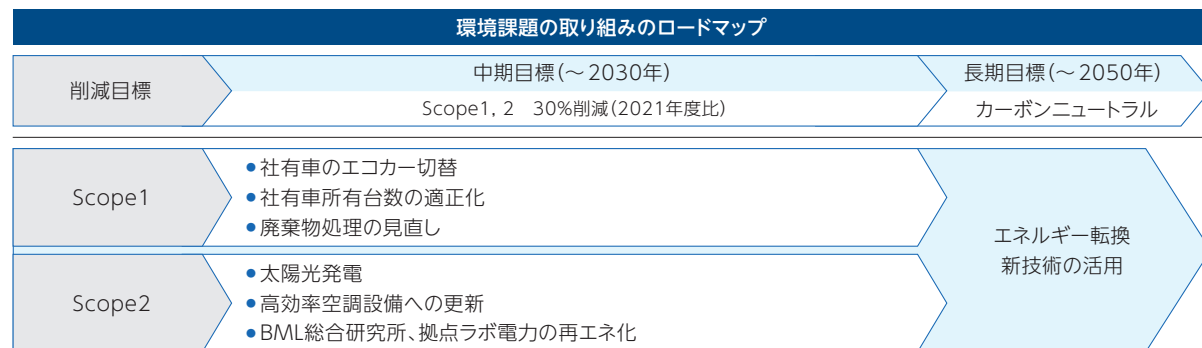 環境課題の取り組みのロードマップ
削減目標
中期目標(～2030年)
Scope1, 2　30%削減(2021年度比)
長期目標(～2050年)
カーボンニュートラル
Scope1
●社有車のエコカー切替
●社有車所有台数の適正化
●廃棄物処理の見直し
Scope2
●太陽光発電
●高効率空調設備への更新
●BML総合研究所、拠点ラボ電力の再エネ化
エネルギー転換
新技術の活用